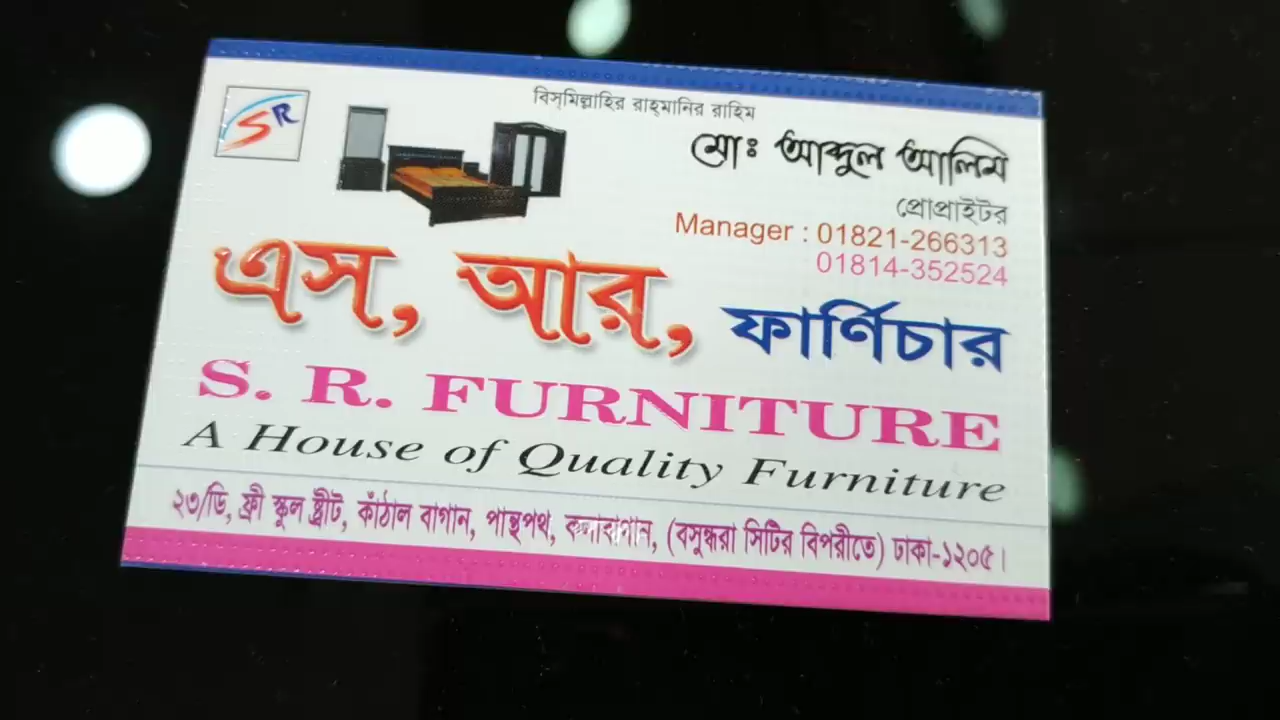 SR
বিস্‌মিল্লাহির রাহ্‌মানির রাহিম
মোঃ আব্দুল আলিম
প্রোপ্রাইটর
Manager : 01821-266313
01814-352524
এস, আর, ফার্ণিচার
S. R. FURNITURE
A House of Quality Furniture
২৩/ডি, ফ্রী স্কুল ষ্ট্রীট, কাঁঠাল বাগান, পান্থপথ, কলাবাগান, (বসুন্ধরা সিটির বিপরীতে) ঢাকা-১২০৫।